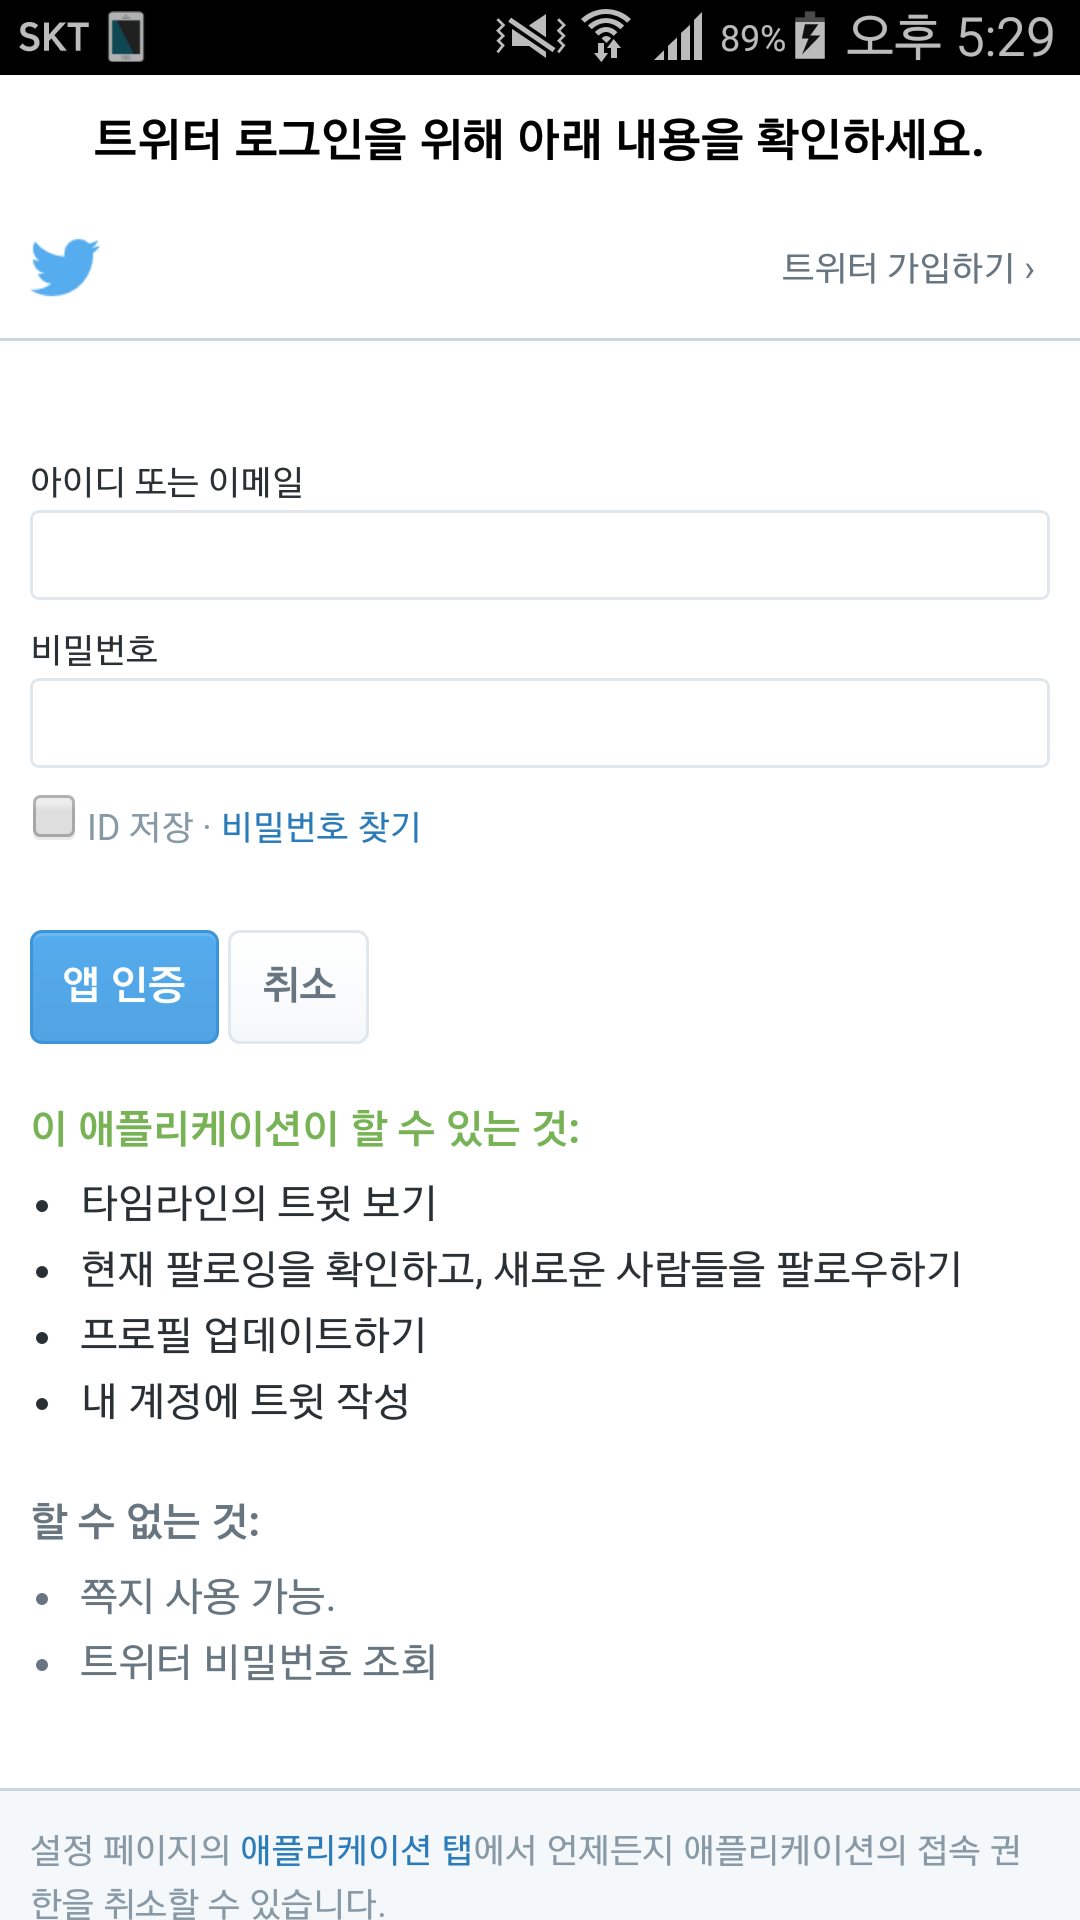 SKT 89% 오후 5:29
트위터 로그인을 위해 아래 내용을 확인하세요.
트위터 가입하기 ›
아이디 또는 이메일
비밀번호
ID 저장 · 비밀번호 찾기
앱 인증 취소
이 애플리케이션이 할 수 있는 것:
• 타임라인의 트윗 보기
• 현재 팔로잉을 확인하고, 새로운 사람들을 팔로우하기
• 프로필 업데이트하기
• 내 계정에 트윗 작성
할 수 없는 것:
• 쪽지 사용 가능.
• 트위터 비밀번호 조회
설정 페이지의 애플리케이션 탭에서 언제든지 애플리케이션의 접속 권
한을 취소할 수 있습니다.